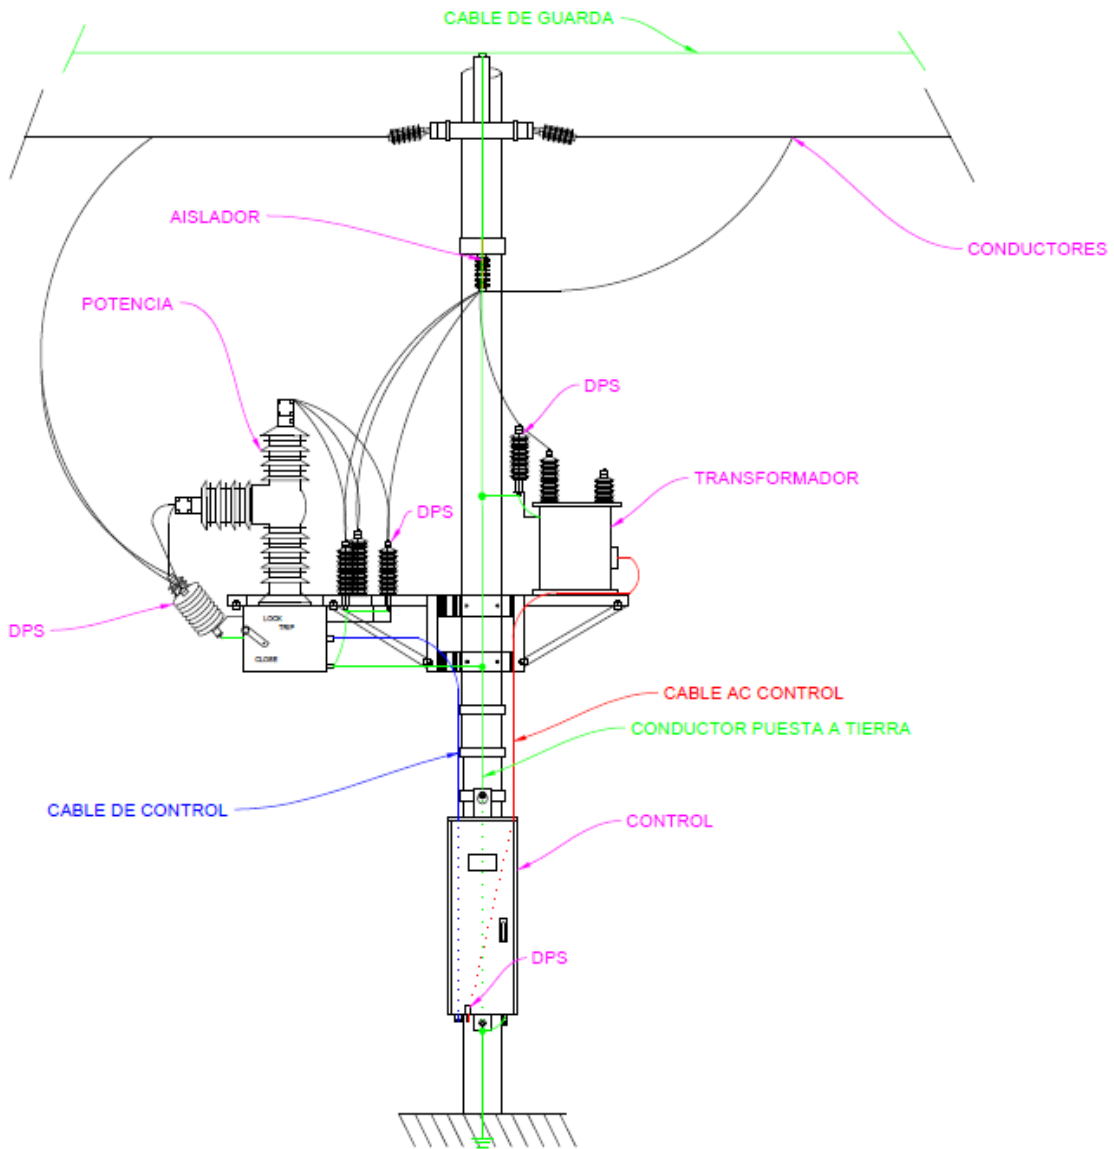 CABLE DE GUARDA
AISLADOR
CONDUCTORES
POTENCIA
DPS
TRANSFORMADOR
DPS
LOCK
TRIP
DPS
CLOSE
CABLE AC CONTROL
CONDUCTOR PUESTA A TIERRA
CABLE DE CONTROL
CONTROL
DPS